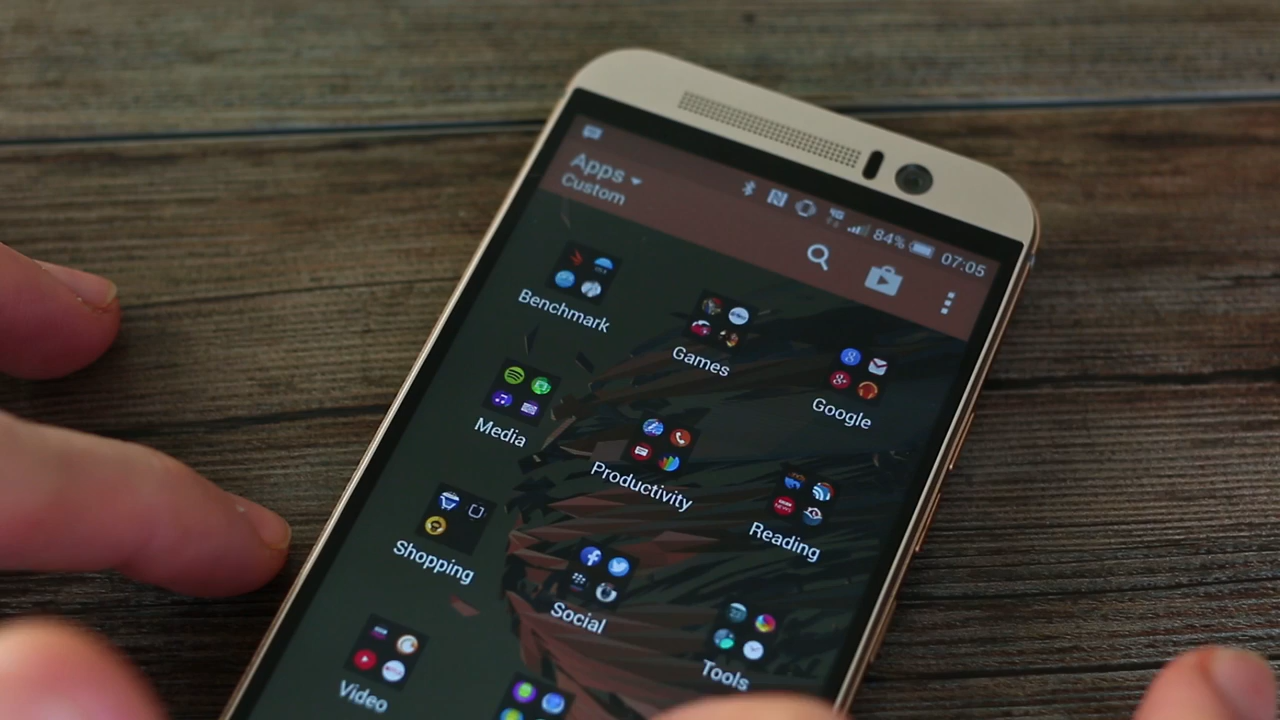 84% 07:05
Apps
Custom
Benchmark
Games
Google
Media
Productivity
Reading
Shopping
Social
Tools
Video